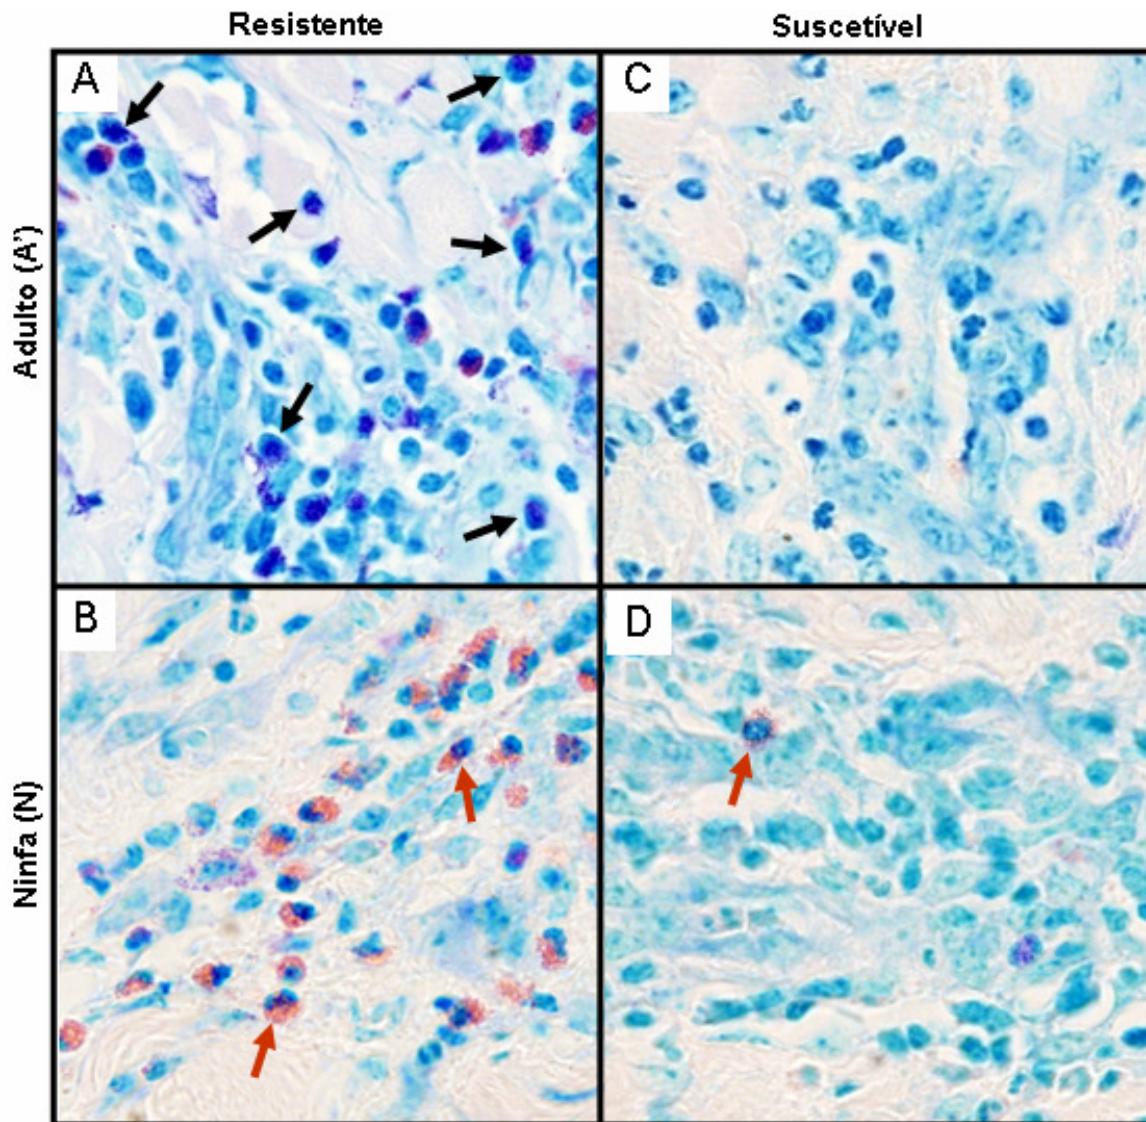 Resistente
Suscetível
A
C
Adulto (A')
B
D
Ninfa (N)